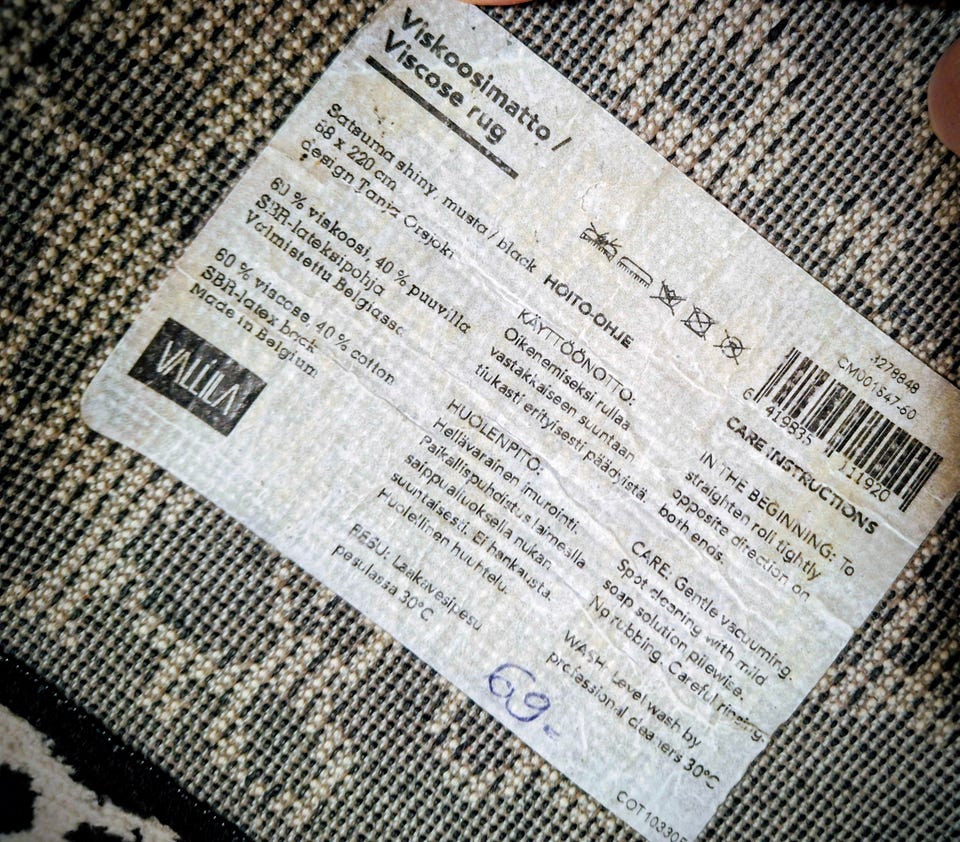 Viskoosimatto /
Viscose rug
Satsuma shiny, musta / black
68 x 220 cm
design Tanja Orsjoki
60 % viskoosi, 40 % puuvilla
SBR-lateksipohja
Valmistettu Belgiassa
60 % viscose, 40 % cotton
SBR-latex back
Made in Belgium
VALLILA
HOITO-OHJE
KÄYTTÖÖNOTTO:
Oikenemiseksi rullaa
vastakkaiseen suuntaan
tiukasti erityisesti päädyistä.
HUOLENPITO:
Hellävarainen imurointi.
Paikallispuhdistus laimealla
saippualiuoksella nukan
suuntaisesti. Ei hankausta.
Huolellinen huuhtelu.
PESU: Laakavesipesu
pesulassa 30°C
278848
CM001547-60
6 419835 111920
CARE INSTRUCTIONS
IN THE BEGINNING: To
straighten roll tightly
opposite direction on
both ends.
CARE: Gentle vacuuming.
Spot cleaning with mild
soap solution pilewise.
No rubbing. Careful rinsing.
WASH: Level wash by
professional cleaners 30°C
69.-